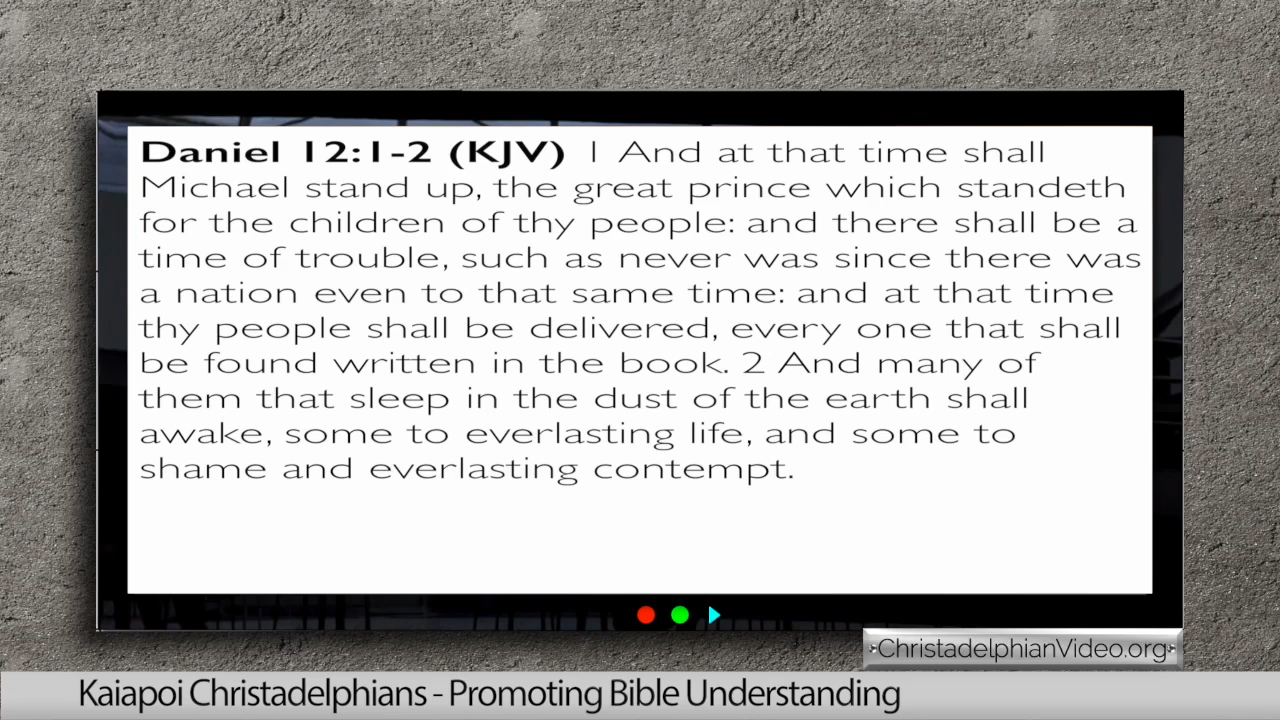 Daniel 12:1-2 (KJV) 1 And at that time shall
Michael stand up, the great prince which standeth
for the children of thy people: and there shall be a
time of trouble, such as never was since there was
a nation even to that same time: and at that time
thy people shall be delivered, every one that shall
be found written in the book. 2 And many of
them that sleep in the dust of the earth shall
awake, some to everlasting life, and some to
shame and everlasting contempt.
ChristadelphianVideo.org
Kaiapoi Christadelphians - Promoting Bible Understanding